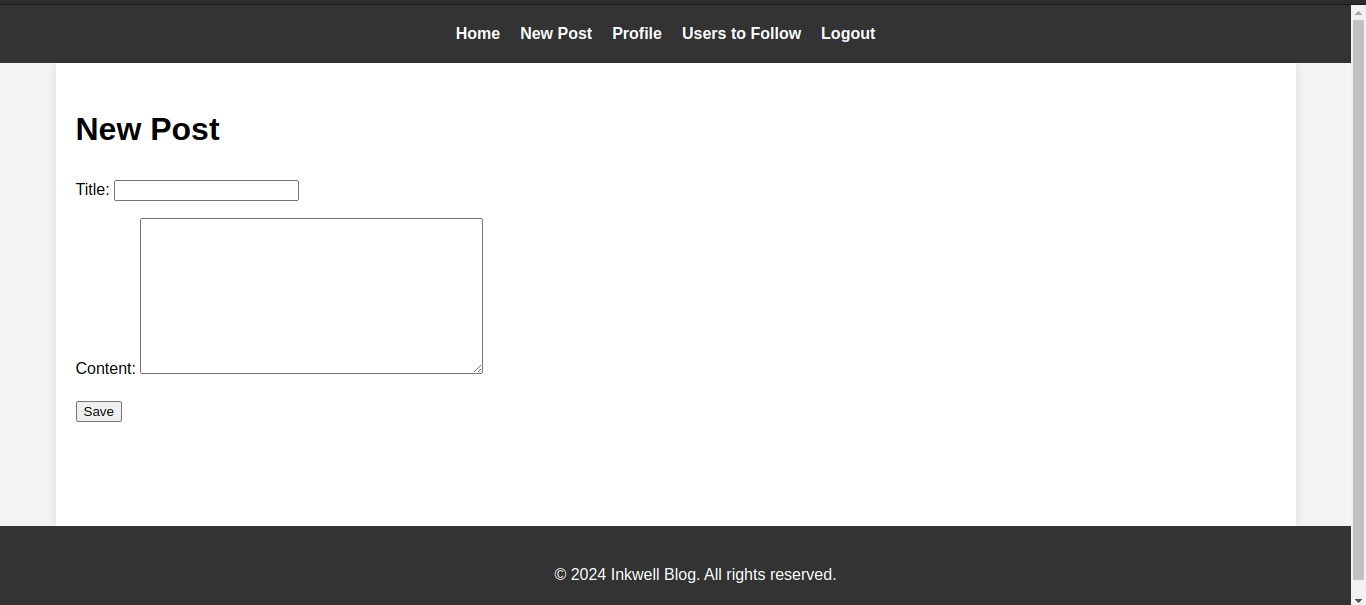 Home New Post Profile Users to Follow Logout
New Post
Title:
Content:
Save
© 2024 Inkwell Blog. All rights reserved.